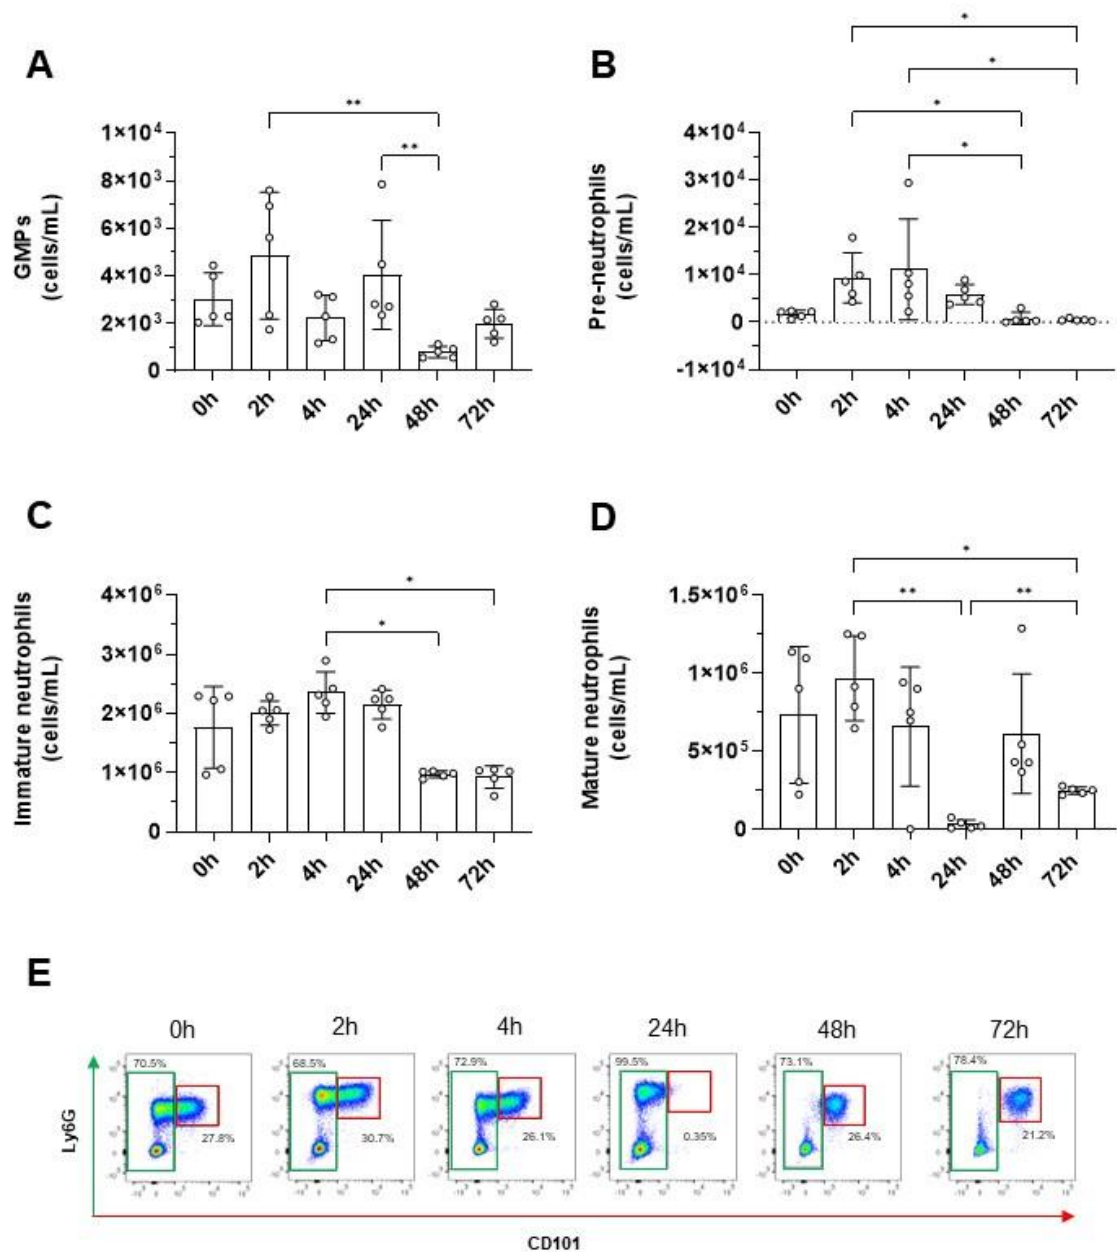 A
B
**
**
GMPs
(cells/mL)
1×10⁴
8×10³
6×10³
4×10³
2×10³
0
0h
2h
4h
24h
48h
72h
*
*
*
*
Pre-neutrophils
(cells/mL)
4×10⁴
3×10⁴
2×10⁴
1×10⁴
0
-1×10⁴
0h
2h
4h
24h
48h
72h
C
D
*
*
Immature neutrophils
(cells/mL)
4×10⁶
3×10⁶
2×10⁶
1×10⁶
0
0h
2h
4h
24h
48h
72h
*
**
**
Mature neutrophils
(cells/mL)
1.5×10⁶
1×10⁶
5×10⁵
0
0h
2h
4h
24h
48h
72h
E
0h
2h
4h
24h
48h
72h
70.5%
68.5%
72.9%
99.5%
73.1%
78.4%
27.8%
30.7%
26.1%
0.35%
26.4%
21.2%
Ly6G
CD101